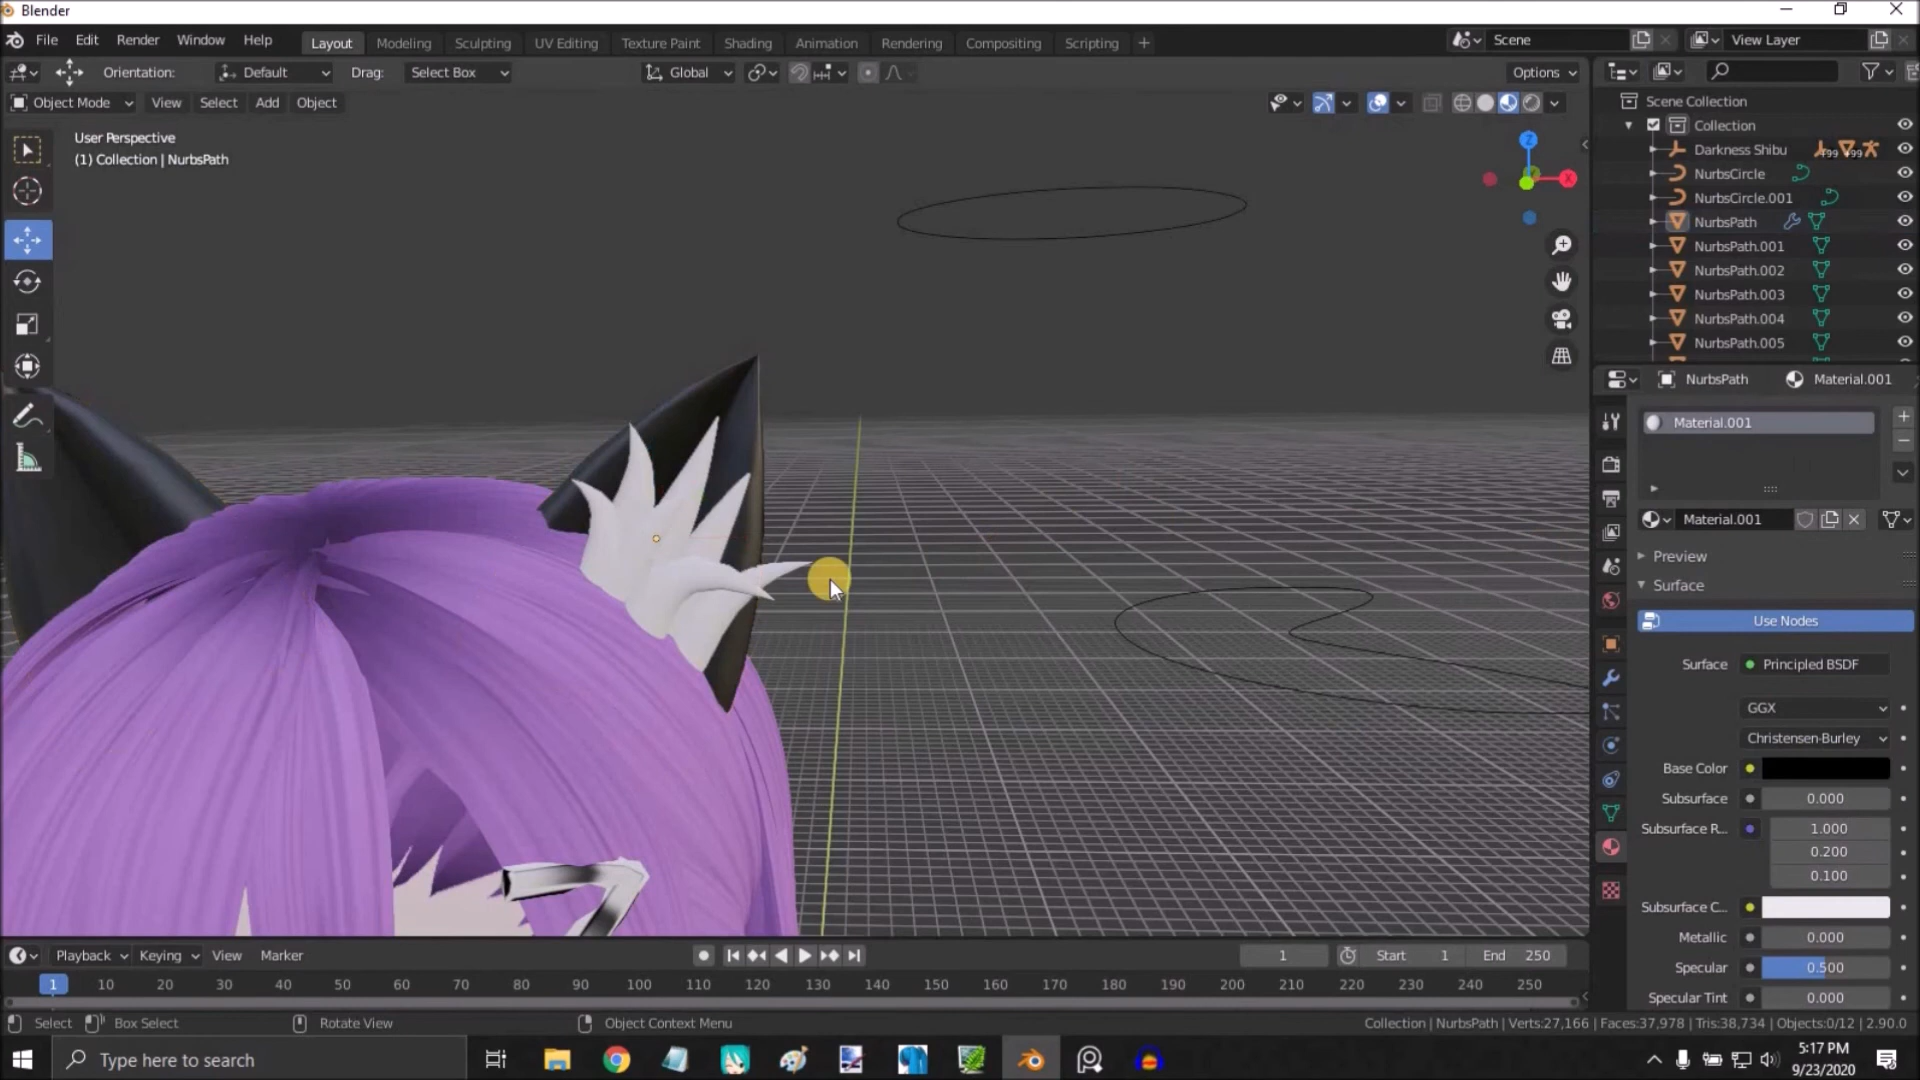 Blender
File Edit Render Window Help Layout Modeling Sculpting UV Editing Texture Paint Shading Animation Rendering Compositing Scripting + Scene View Layer
Orientation: Default Drag: Select Box Global Options
Object Mode View Select Add Object
User Perspective
(1) Collection | NurbsPath
Z
X
Scene Collection
Collection
Darkness Shibu +99 +99
NurbsCircle
NurbsCircle.001
NurbsPath
NurbsPath.001
NurbsPath.002
NurbsPath.003
NurbsPath.004
NurbsPath.005
NurbsPath Material.001
Material.001
Material.001
Preview
Surface
Use Nodes
Surface Principled BSDF
GGX
Christensen-Burley
Base Color
Subsurface 0.000
Subsurface R... 1.000
0.200
0.100
Subsurface C...
Metallic 0.000
Specular 0.500
Specular Tint 0.000
Playback Keying View Marker 1 Start 1 End 250
1 10 20 30 40 50 60 70 80 90 100 110 120 130 140 150 160 170 180 190 200 210 220 230 240 250
Select Box Select Rotate View Object Context Menu Collection | NurbsPath | Verts:27,166 | Faces:37,978 | Tris:38,734 | Objects:0/12 | 2.90.0
Type here to search
5:17 PM
9/23/2020